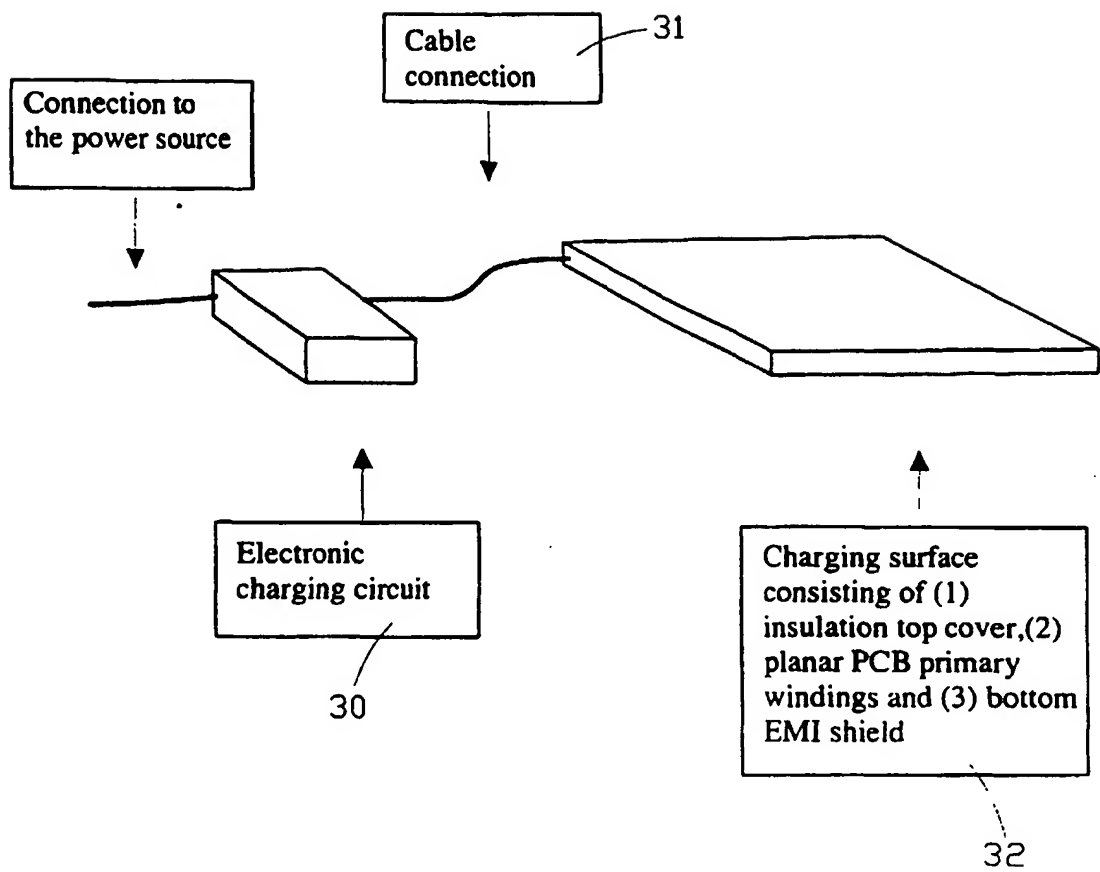 Cable
connection
31
Connection to
the power source
Electronic
charging circuit
30
Charging surface
consisting of (1)
insulation top cover,(2)
planar PCB primary
windings and (3) bottom
EMI shield
32